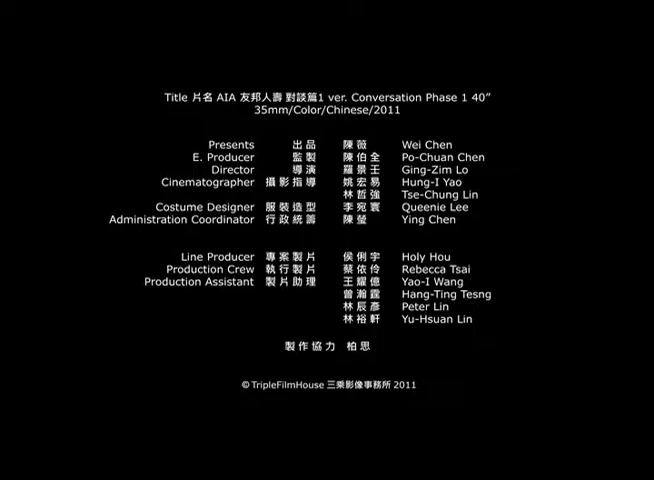 Title 片名 AIA 友邦人壽 對談篇1 ver. Conversation Phase 1 40”
35mm/Color/Chinese/2011
Presents 出品 陳薇 Wei Chen
E. Producer 監製 陳伯全 Po-Chuan Chen
Director 導演 羅景壬 Ging-Zim Lo
Cinematographer 攝影指導 姚宏易 Hung-I Yao
林哲強 Tse-Chung Lin
Costume Designer 服裝造型 李宛寰 Queenie Lee
Administration Coordinator 行政統籌 陳瑩 Ying Chen
Line Producer 專案製片 侯俐宇 Holy Hou
Production Crew 執行製片 蔡依伶 Rebecca Tsai
Production Assistant 製片助理 王耀億 Yao-I Wang
曾瀚霆 Hang-Ting Tesng
林辰彥 Peter Lin
林裕軒 Yu-Hsuan Lin
製作協力 柏思
© TripleFilmHouse 三乘影像事務所 2011